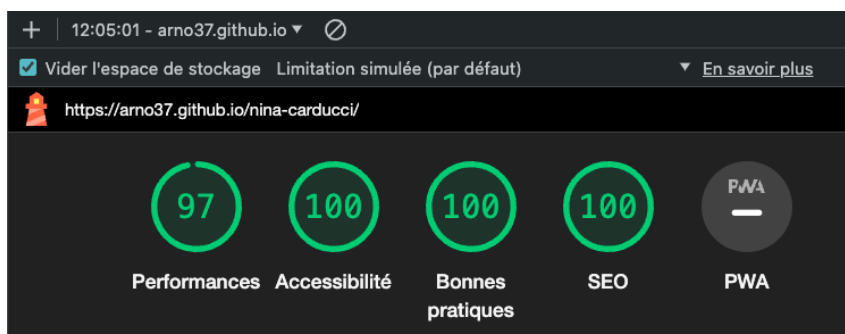 12:05:01 - arno37.github.io
Vider l'espace de stockage Limitation simulée (par défaut) En savoir plus
https://arno37.github.io/nina-carducci/
97 100 100 100 PWA
Performances Accessibilité Bonnes pratiques SEO PWA